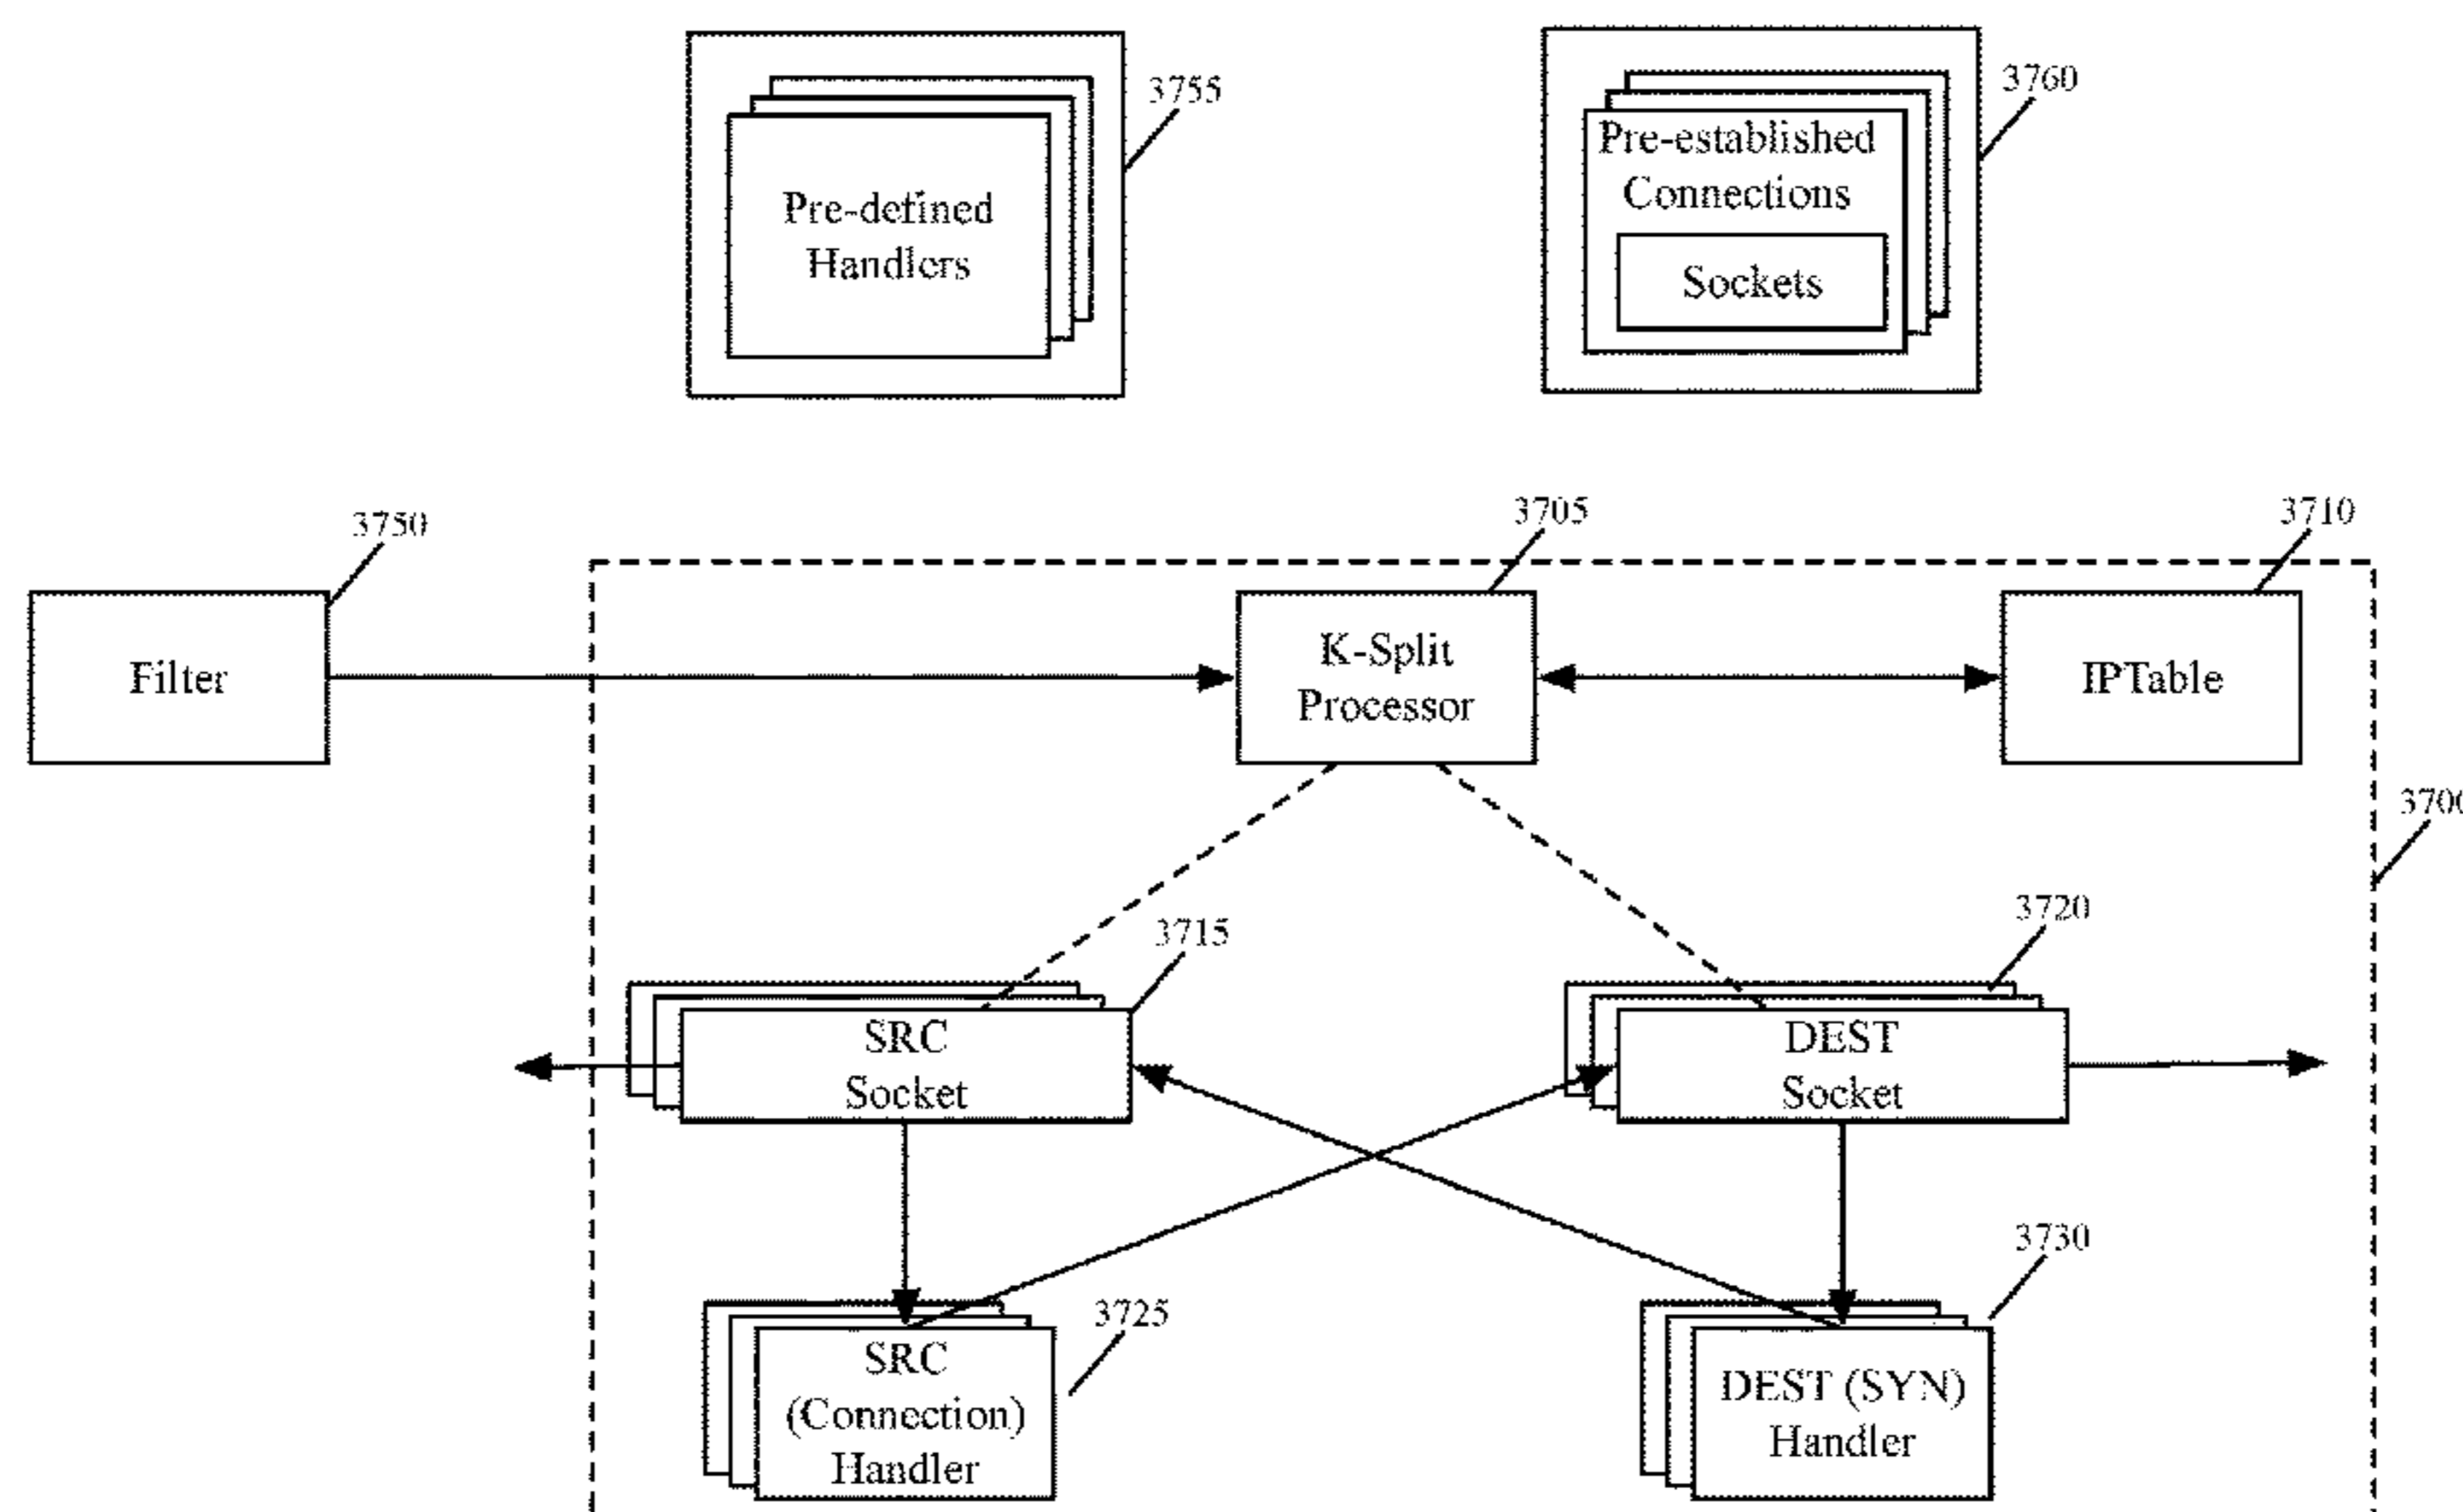 3755
3760
Pre-defined
Handlers
Pre-established
Connections
Sockets
3750
3705
3710
Filter
K-Split
Processor
IPTable
3700
3715
3720
SRC
Socket
DEST
Socket
3725
3730
SRC
(Connection)
Handler
DEST (SYN)
Handler